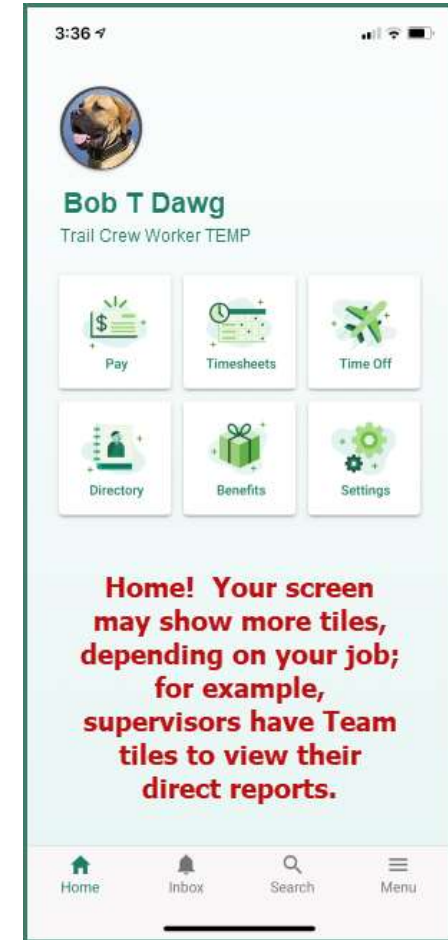 3:36
Bob T Dawg
Trail Crew Worker TEMP
$
Pay Timesheets Time Off
Directory Benefits Settings
Home! Your screen
may show more tiles,
depending on your job;
for example,
supervisors have Team
tiles to view their
direct reports.
Home Inbox Search Menu